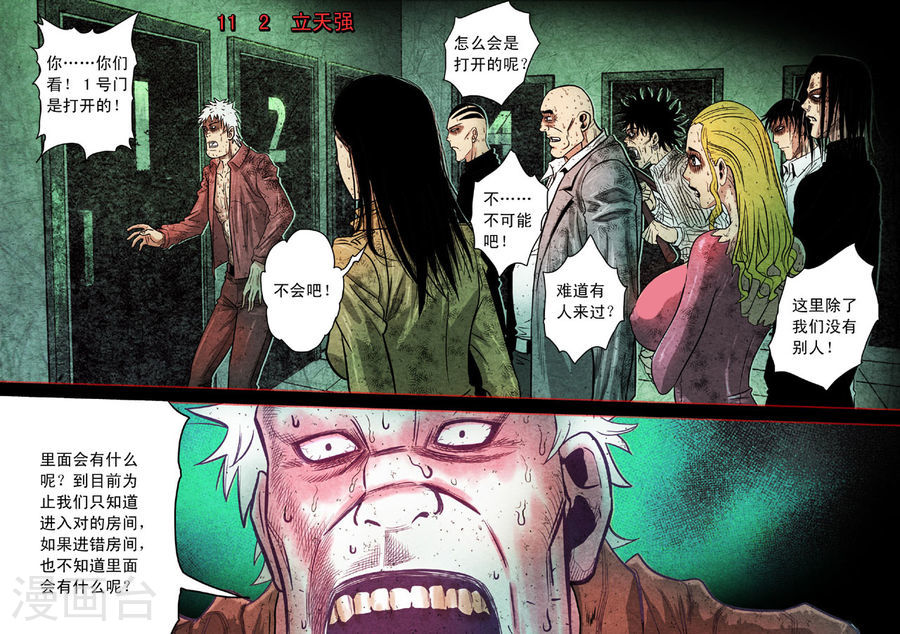 11 2 立天强
你……你们
看！1号门
是打开的！
怎么会是
打开的呢？
不会吧！
不……
不可能
吧！
难道有
人来过？
这里除了
我们没有
别人！
1
2
4
里面会有什么
呢？到目前为
止我们只知道
进入对的房间，
如果进错房间，
也不知道里面
会有什么呢？
漫画台